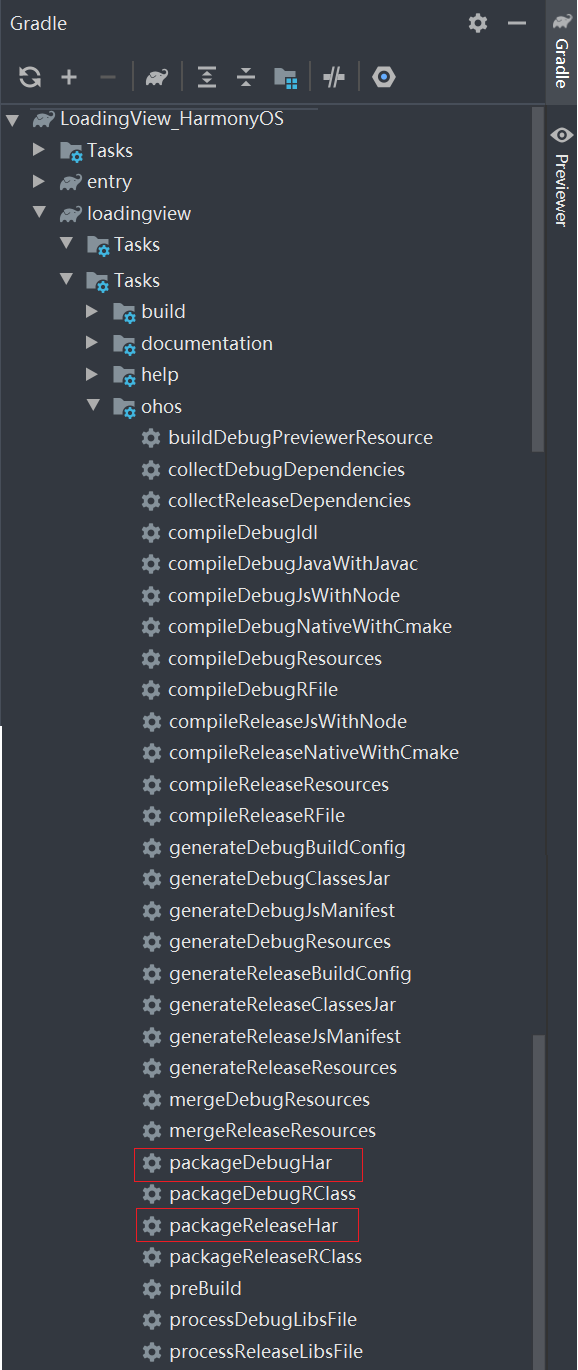 Gradle
Gradle
Previewer
LoadingView_HarmonyOS
Tasks
entry
loadingview
Tasks
Tasks
build
documentation
help
ohos
buildDebugPreviewerResource
collectDebugDependencies
collectReleaseDependencies
compileDebugIdl
compileDebugJavaWithJavac
compileDebugJsWithNode
compileDebugNativeWithCmake
compileDebugResources
compileDebugRFile
compileReleaseJsWithNode
compileReleaseNativeWithCmake
compileReleaseResources
compileReleaseRFile
generateDebugBuildConfig
generateDebugClassesJar
generateDebugJsManifest
generateDebugResources
generateReleaseBuildConfig
generateReleaseClassesJar
generateReleaseJsManifest
generateReleaseResources
mergeDebugResources
mergeReleaseResources
packageDebugHar
packageDebugRClass
packageReleaseHar
packageReleaseRClass
preBuild
processDebugLibsFile
processReleaseLibsFile